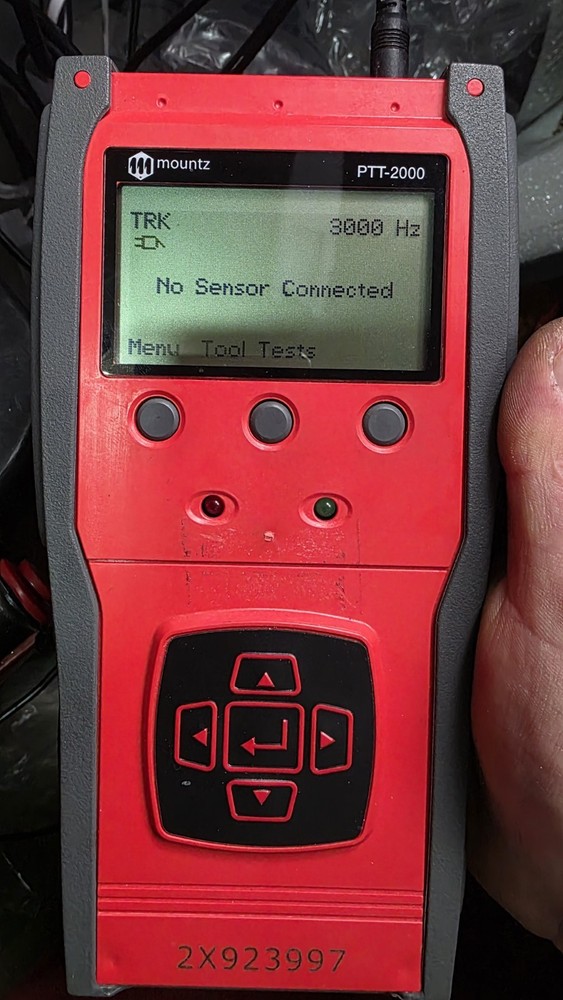 mountz
PTT-2000
TRK 3000 Hz
No Sensor Connected
Menu Tool Tests
2X923997